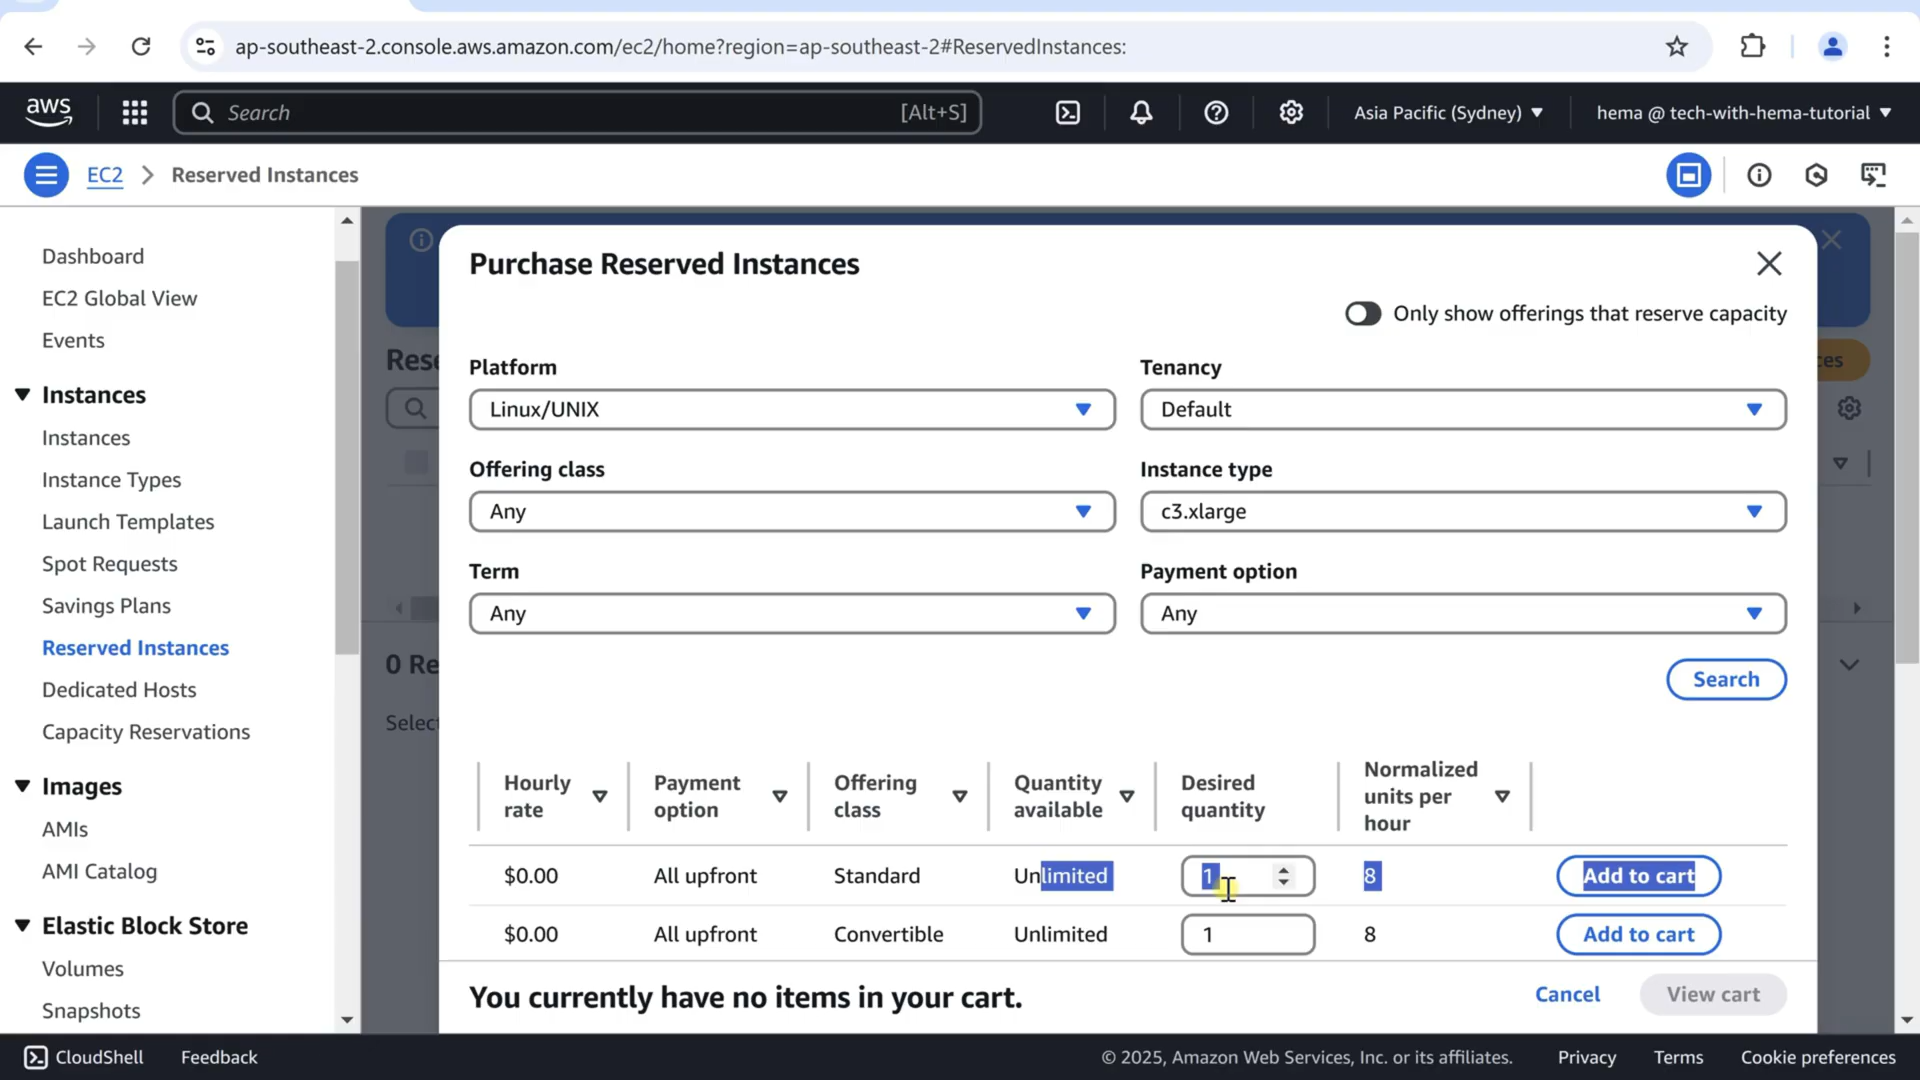 ap-southeast-2.console.aws.amazon.com/ec2/home?region=ap-southeast-2#ReservedInstances:
aws
Search
[Alt+S]
Asia Pacific (Sydney)
hema @ tech-with-hema-tutorial
EC2
Reserved Instances
Dashboard
EC2 Global View
Events
Instances
Instances
Instance Types
Launch Templates
Spot Requests
Savings Plans
Reserved Instances
Dedicated Hosts
Capacity Reservations
Images
AMIs
AMI Catalog
Elastic Block Store
Volumes
Snapshots
Rese
0 Re
Select
ces
Purchase Reserved Instances
Only show offerings that reserve capacity
Platform
Linux/UNIX
Tenancy
Default
Offering class
Any
Instance type
c3.xlarge
Term
Any
Payment option
Any
Search
Hourly rate
Payment option
Offering class
Quantity available
Desired quantity
Normalized units per hour
$0.00 All upfront Standard Unlimited 1 8 Add to cart
$0.00 All upfront Convertible Unlimited 1 8 Add to cart
You currently have no items in your cart.
Cancel
View cart
CloudShell
Feedback
© 2025, Amazon Web Services, Inc. or its affiliates.
Privacy
Terms
Cookie preferences